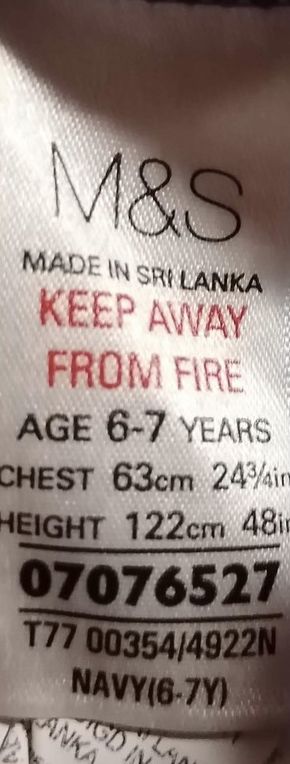 M&S
MADE IN SRI LANKA
KEEP AWAY
FROM FIRE
AGE 6-7 YEARS
CHEST 63cm 24¾in
HEIGHT 122cm 48in
07076527
T77 00354/4922N
NAVY(6-7Y)